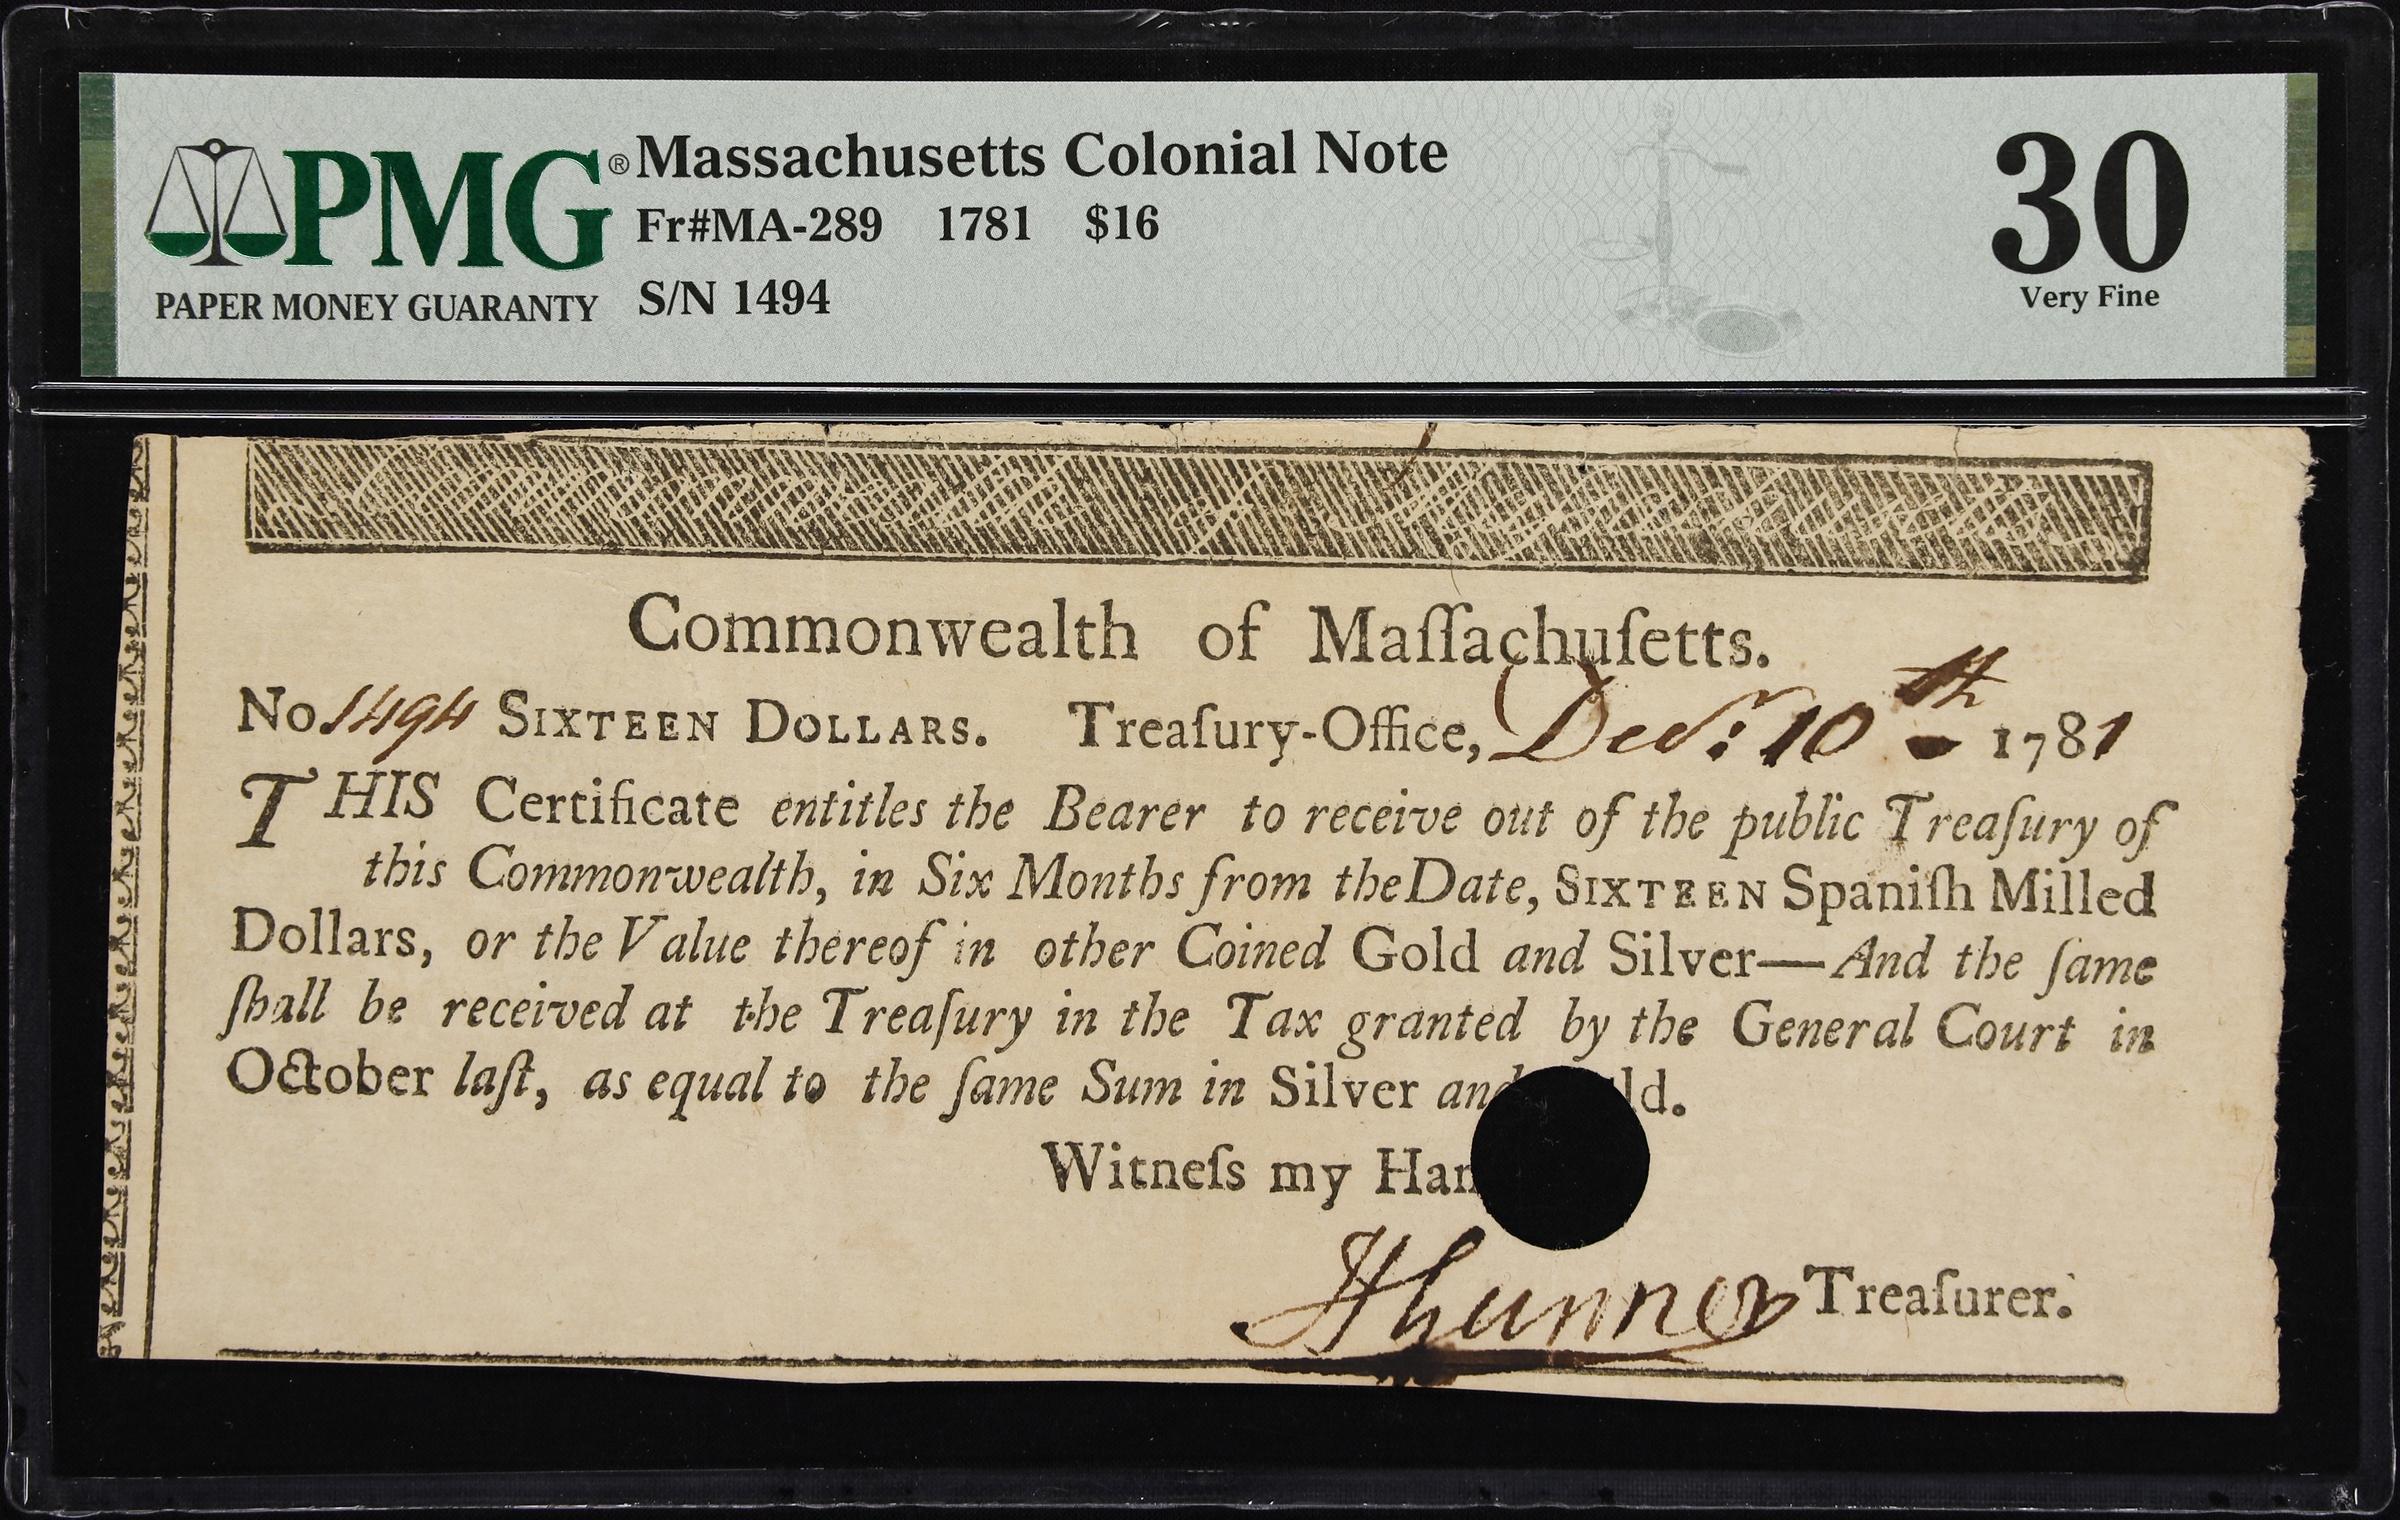 PMG®
PAPER MONEY GUARANTY
Massachusetts Colonial Note
Fr#MA-289 1781 $16
S/N 1494
30
Very Fine
Commonwealth of Maſſachuſetts.
No 1494 SIXTEEN DOLLARS. Treaſury-Office, Decr: 10th 1781
THIS Certificate entitles the Bearer to receive out of the public Treaſury of
this Commonwealth, in Six Months from the Date, SIXTEEN Spaniſh Milled
Dollars, or the Value thereof in other Coined Gold and Silver—And the ſame
ſhall be received at the Treaſury in the Tax granted by the General Court in
October laſt, as equal to the ſame Sum in Silver and ld.
Witneſs my Han
Treaſurer.